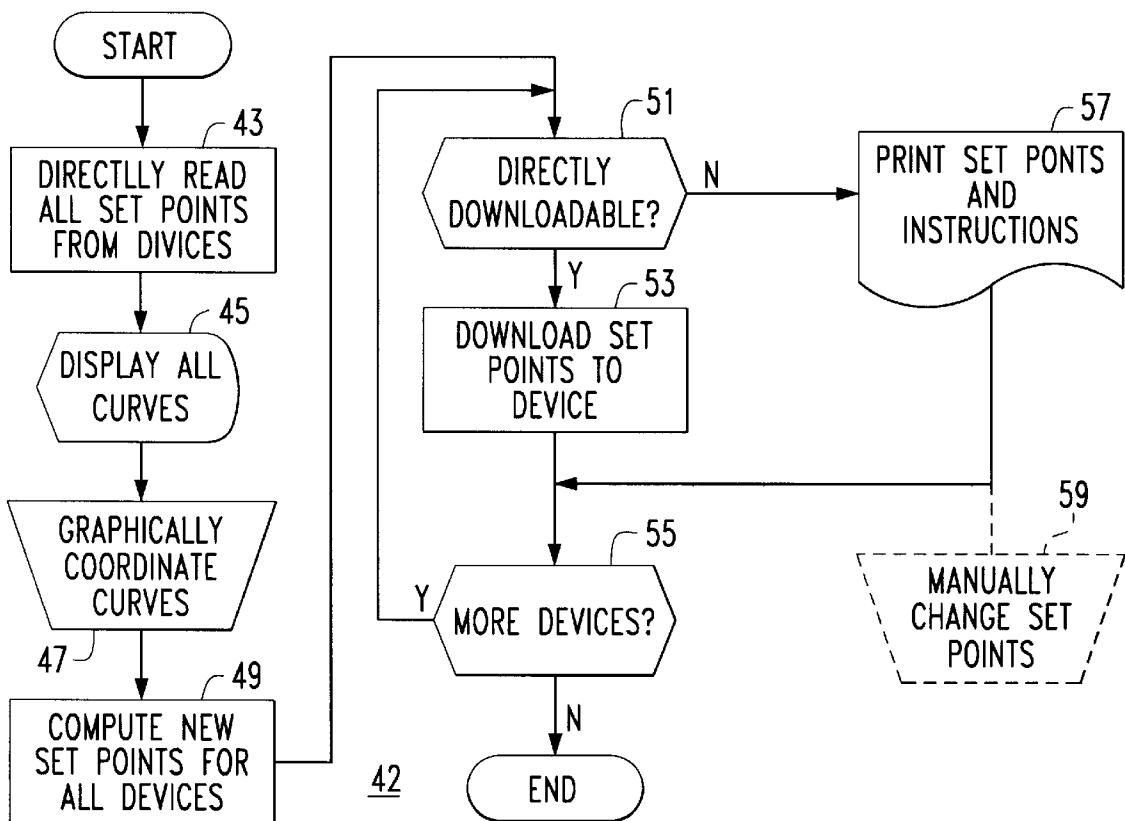 START
43
DIRECTLLY READ
ALL SET POINTS
FROM DIVICES
45
DISPLAY ALL
CURVES
GRAPHICALLY
COORDINATE
CURVES
47
49
COMPUTE NEW
SET POINTS FOR
ALL DEVICES
51
DIRECTLY
DOWNLOADABLE?
N
Y
53
DOWNLOAD SET
POINTS TO
DEVICE
55
Y
MORE DEVICES?
N
END
42
57
PRINT SET PONTS
AND
INSTRUCTIONS
59
MANUALLY
CHANGE SET
POINTS